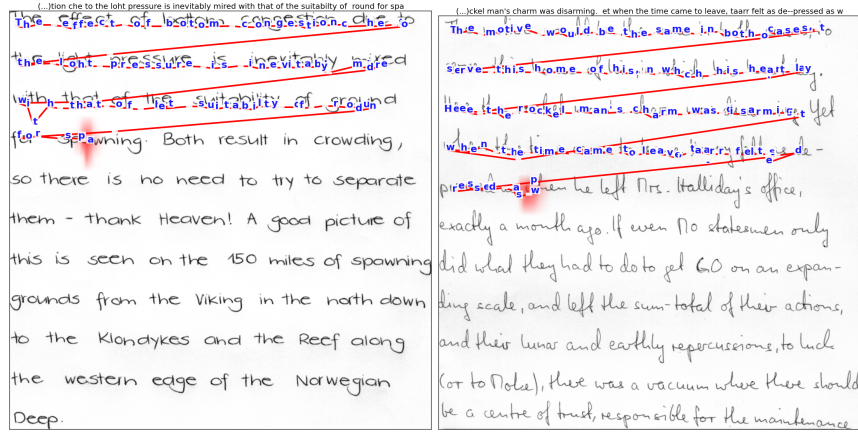 (...)tion che to the loht pressure is inevitably mired with that of the suitabilty of round for spa
The effect of bottom congestion due to
the light pressure is inevitably mixed
with that of the suitability of ground
for spawning. Both result in crowding,
so there is no need to try to separate
them - thank Heaven! A good picture of
this is seen on the 150 miles of spawning
grounds from the Viking in the north down
to the Klondykes and the Reef along
the western edge of the Norwegian
Deep.
(...)ckel man's charm was disarming. et when the time came to leave, taarr felt as de--pressed as w
The motive would be the same in both cases, to
serve this home of his, in which his heart lay.
the man's charm was disarming. Yet
when the time came to leave, felt as de-
pressed as when he left Mrs. Halliday's office,
exactly a month ago. If even no statesmen only
did what they had to do to get GO on an expan-
ding scale, and left the sum-total of their actions,
and their lunar and earthly repercussions, to luck
(or to Moke), there was a vacuum where there should
be a centre of trust, responsible for the maintenance